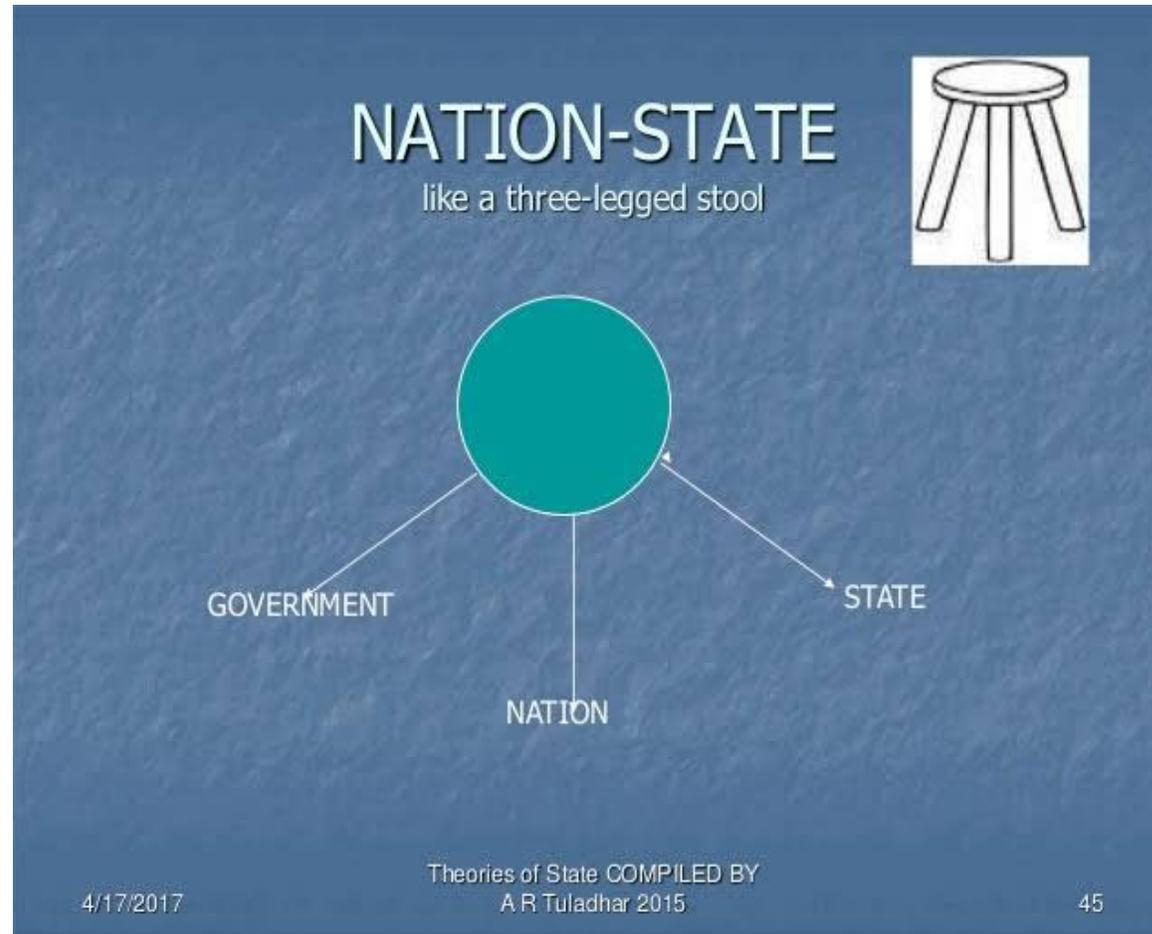 NATION-STATE
like a three-legged stool
GOVERNMENT
STATE
NATION
4/17/2017
Theories of State COMPILED BY
A R Tuladhar 2015
45